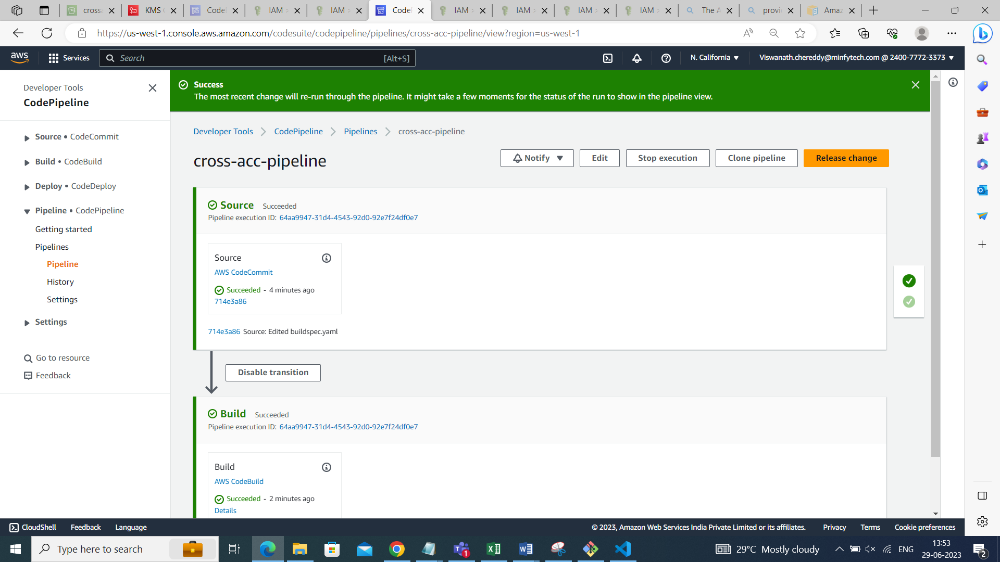 cross
KMS
Code
IAM >
IAM >
Code
IAM >
IAM >
IAM >
IAM >
The A
provi
Amaz
https://us-west-1.console.aws.amazon.com/codesuite/codepipeline/pipelines/cross-acc-pipeline/view?region=us-west-1
aws
Services
Search
[Alt+S]
N. California
Viswanath.chereddy@minfytech.com @ 2400-7772-3373
Developer Tools
CodePipeline
Source • CodeCommit
Build • CodeBuild
Deploy • CodeDeploy
Pipeline • CodePipeline
Getting started
Pipelines
Pipeline
History
Settings
Settings
Go to resource
Feedback
Success
The most recent change will re-run through the pipeline. It might take a few moments for the status of the run to show in the pipeline view.
Developer Tools
CodePipeline
Pipelines
cross-acc-pipeline
cross-acc-pipeline
Notify
Edit
Stop execution
Clone pipeline
Release change
Source Succeeded
Pipeline execution ID: 64aa9947-31d4-4543-92d0-92e7f24df0e7
Source
AWS CodeCommit
Succeeded - 4 minutes ago
714e3a86
714e3a86 Source: Edited buildspec.yaml
Disable transition
Build Succeeded
Pipeline execution ID: 64aa9947-31d4-4543-92d0-92e7f24df0e7
Build
AWS CodeBuild
Succeeded - 2 minutes ago
Details
CloudShell
Feedback
Language
© 2023, Amazon Web Services India Private Limited or its affiliates.
Privacy
Terms
Cookie preferences
Type here to search
1
29°C Mostly cloudy
ENG
13:53
29-06-2023
2